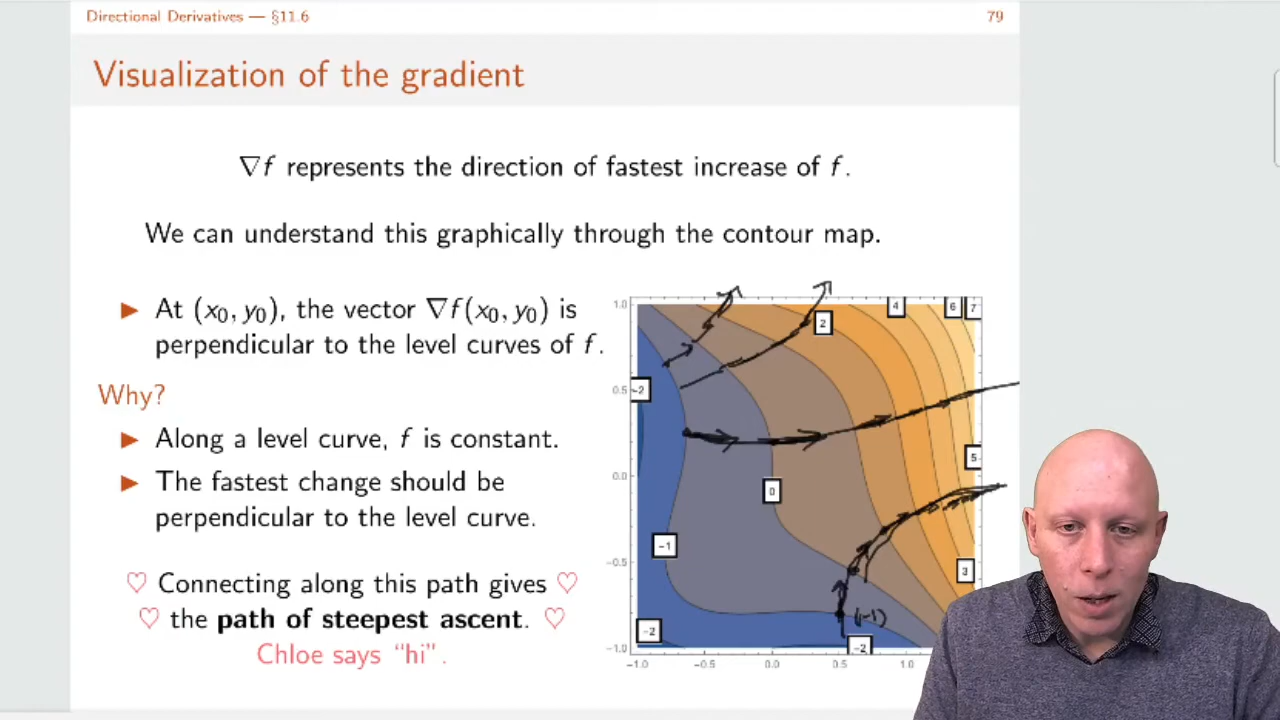 Directional Derivatives — §11.6
79
Visualization of the gradient
∇f represents the direction of fastest increase of f.
We can understand this graphically through the contour map.
▶ At (x₀, y₀), the vector ∇f(x₀, y₀) is
perpendicular to the level curves of f.
Why?
▶ Along a level curve, f is constant.
▶ The fastest change should be
perpendicular to the level curve.
♡ Connecting along this path gives ♡
♡ the path of steepest ascent. ♡
Chloe says “hi”.
1.0
0.5
0.0
−0.5
−1.0
4
6
7
2
−2
5
0
−1
3
(−1)
−2
−2
−1.0
−0.5
0.0
0.5
1.0